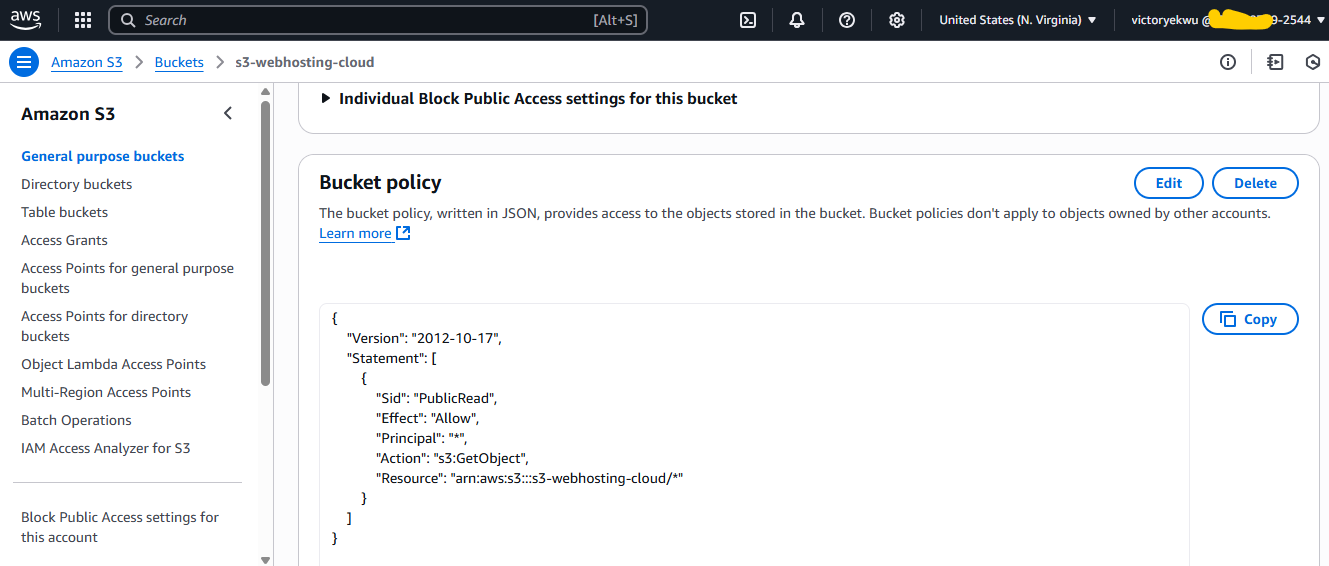 aws
Search [Alt+S]
United States (N. Virginia)
victoryekwu @ 9-2544
Amazon S3 > Buckets > s3-webhosting-cloud
Amazon S3
General purpose buckets
Directory buckets
Table buckets
Access Grants
Access Points for general purpose
buckets
Access Points for directory
buckets
Object Lambda Access Points
Multi-Region Access Points
Batch Operations
IAM Access Analyzer for S3
Block Public Access settings for
this account
Individual Block Public Access settings for this bucket
Bucket policy
Edit
Delete
The bucket policy, written in JSON, provides access to the objects stored in the bucket. Bucket policies don't apply to objects owned by other accounts.
Learn more
Copy
{
"Version": "2012-10-17",
"Statement": [
{
"Sid": "PublicRead",
"Effect": "Allow",
"Principal": "*",
"Action": "s3:GetObject",
"Resource": "arn:aws:s3:::s3-webhosting-cloud/*"
}
]
}